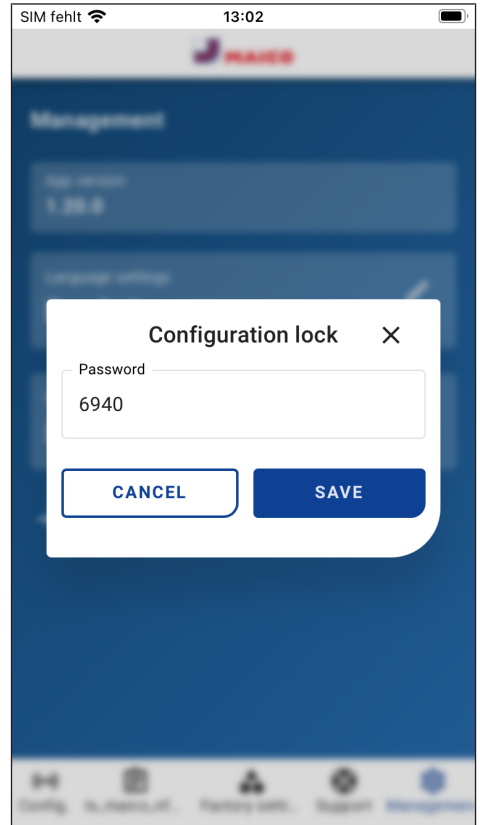 SIM fehlt
13:02
MAICO
Management
App version
1.20.0
Language settings
Configuration lock
Password
6940
CANCEL
SAVE
Config.
Factory setti...
Support
Management